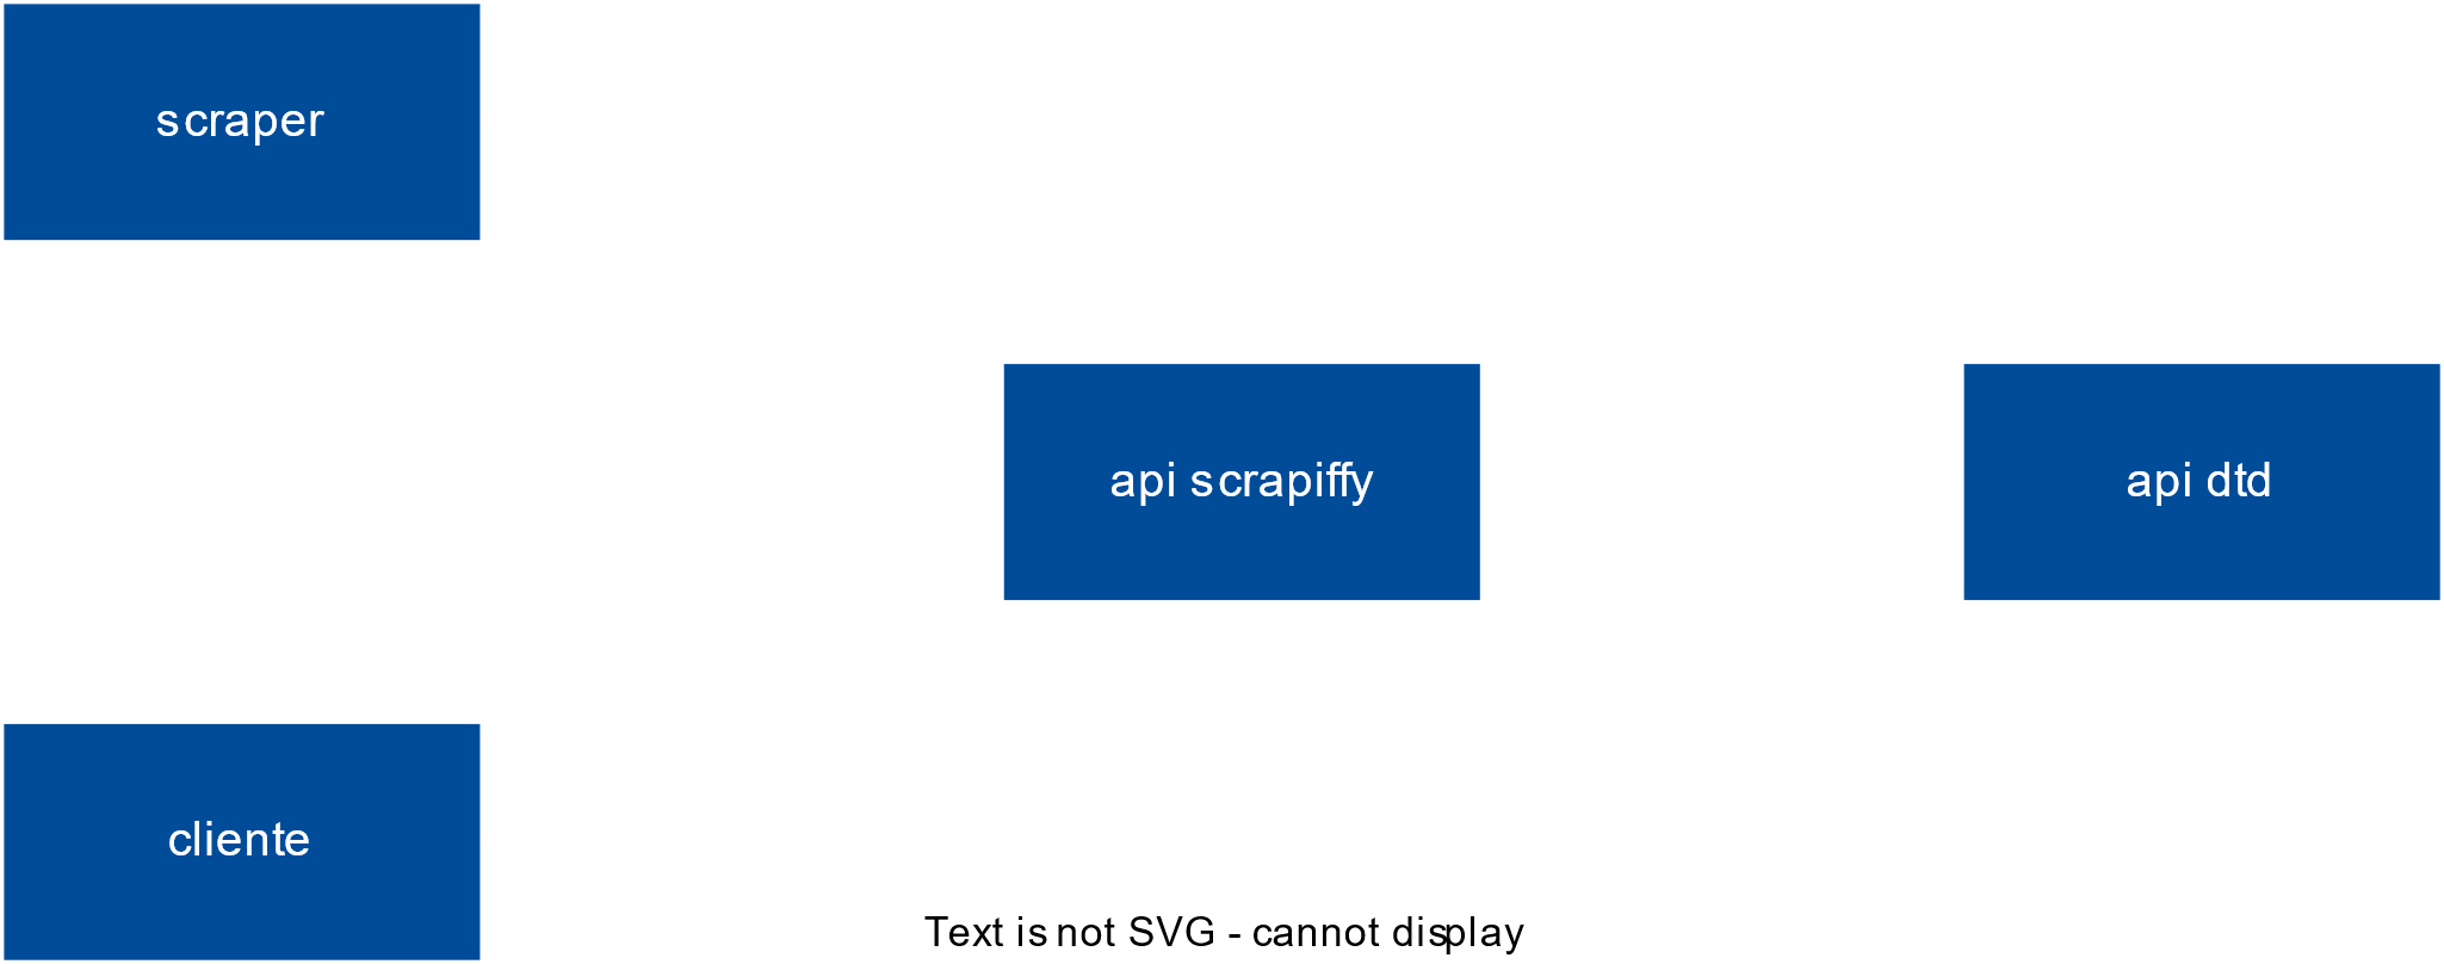 scraper
api scrapiffy
api dtd
cliente
Text is not SVG - cannot display